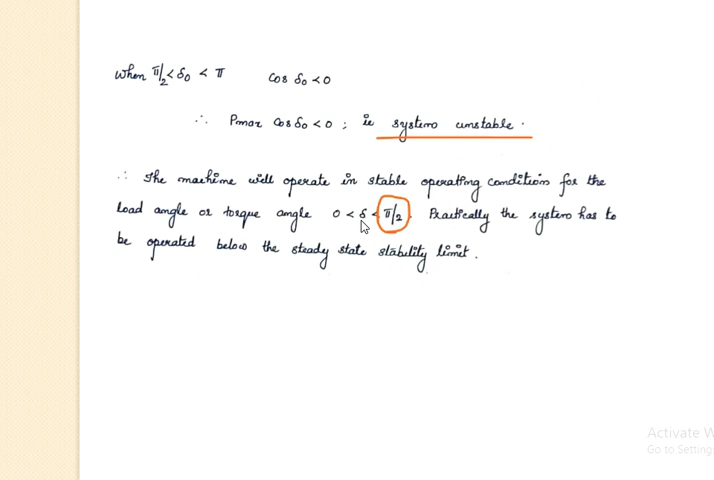 When π/2 < δ0 < π cos δ0 < 0
∴ Pmax cos δ0 < 0 ; ie system unstable.
∴ The machine will operate in stable operating condition for the
load angle or torque angle 0 < δ < π/2. Practically the system has to
be operated below the steady state stability limit.
Activate W
Go to Settings